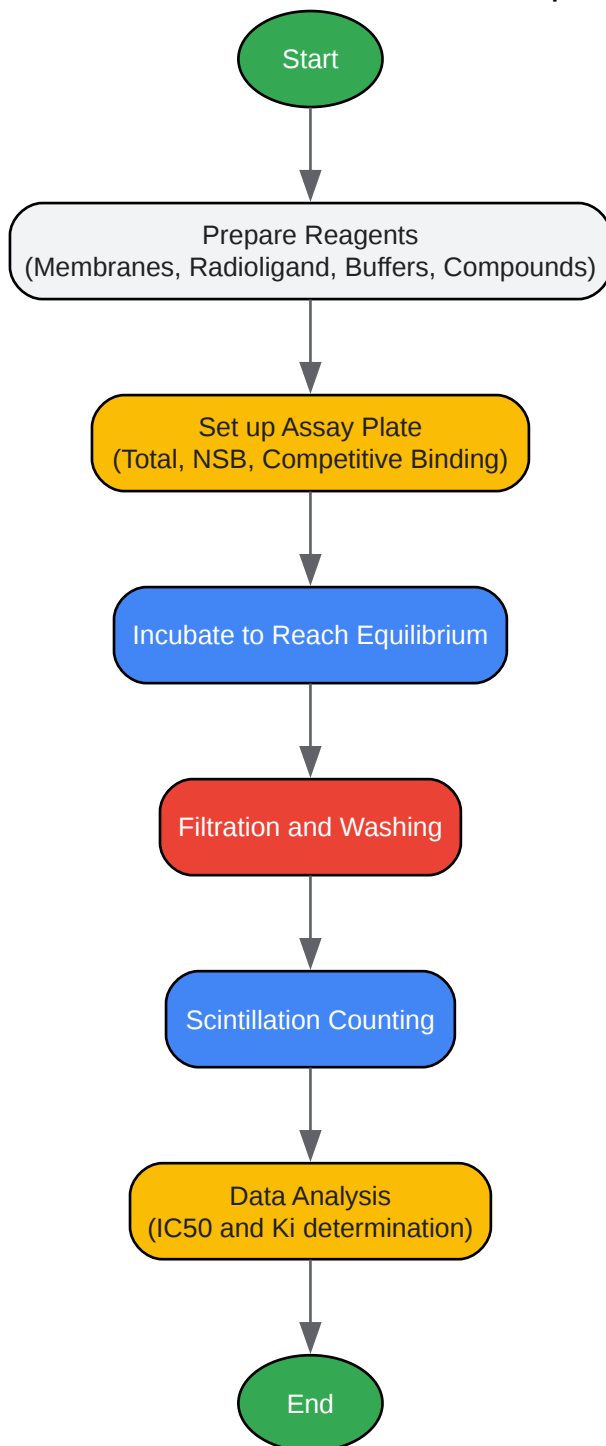 Start
Prepare Reagents
(Membranes, Radioligand, Buffers, Compounds)
Set up Assay Plate
(Total, NSB, Competitive Binding)
Incubate to Reach Equilibrium
Filtration and Washing
Scintillation Counting
Data Analysis
(IC50 and Ki determination)
End